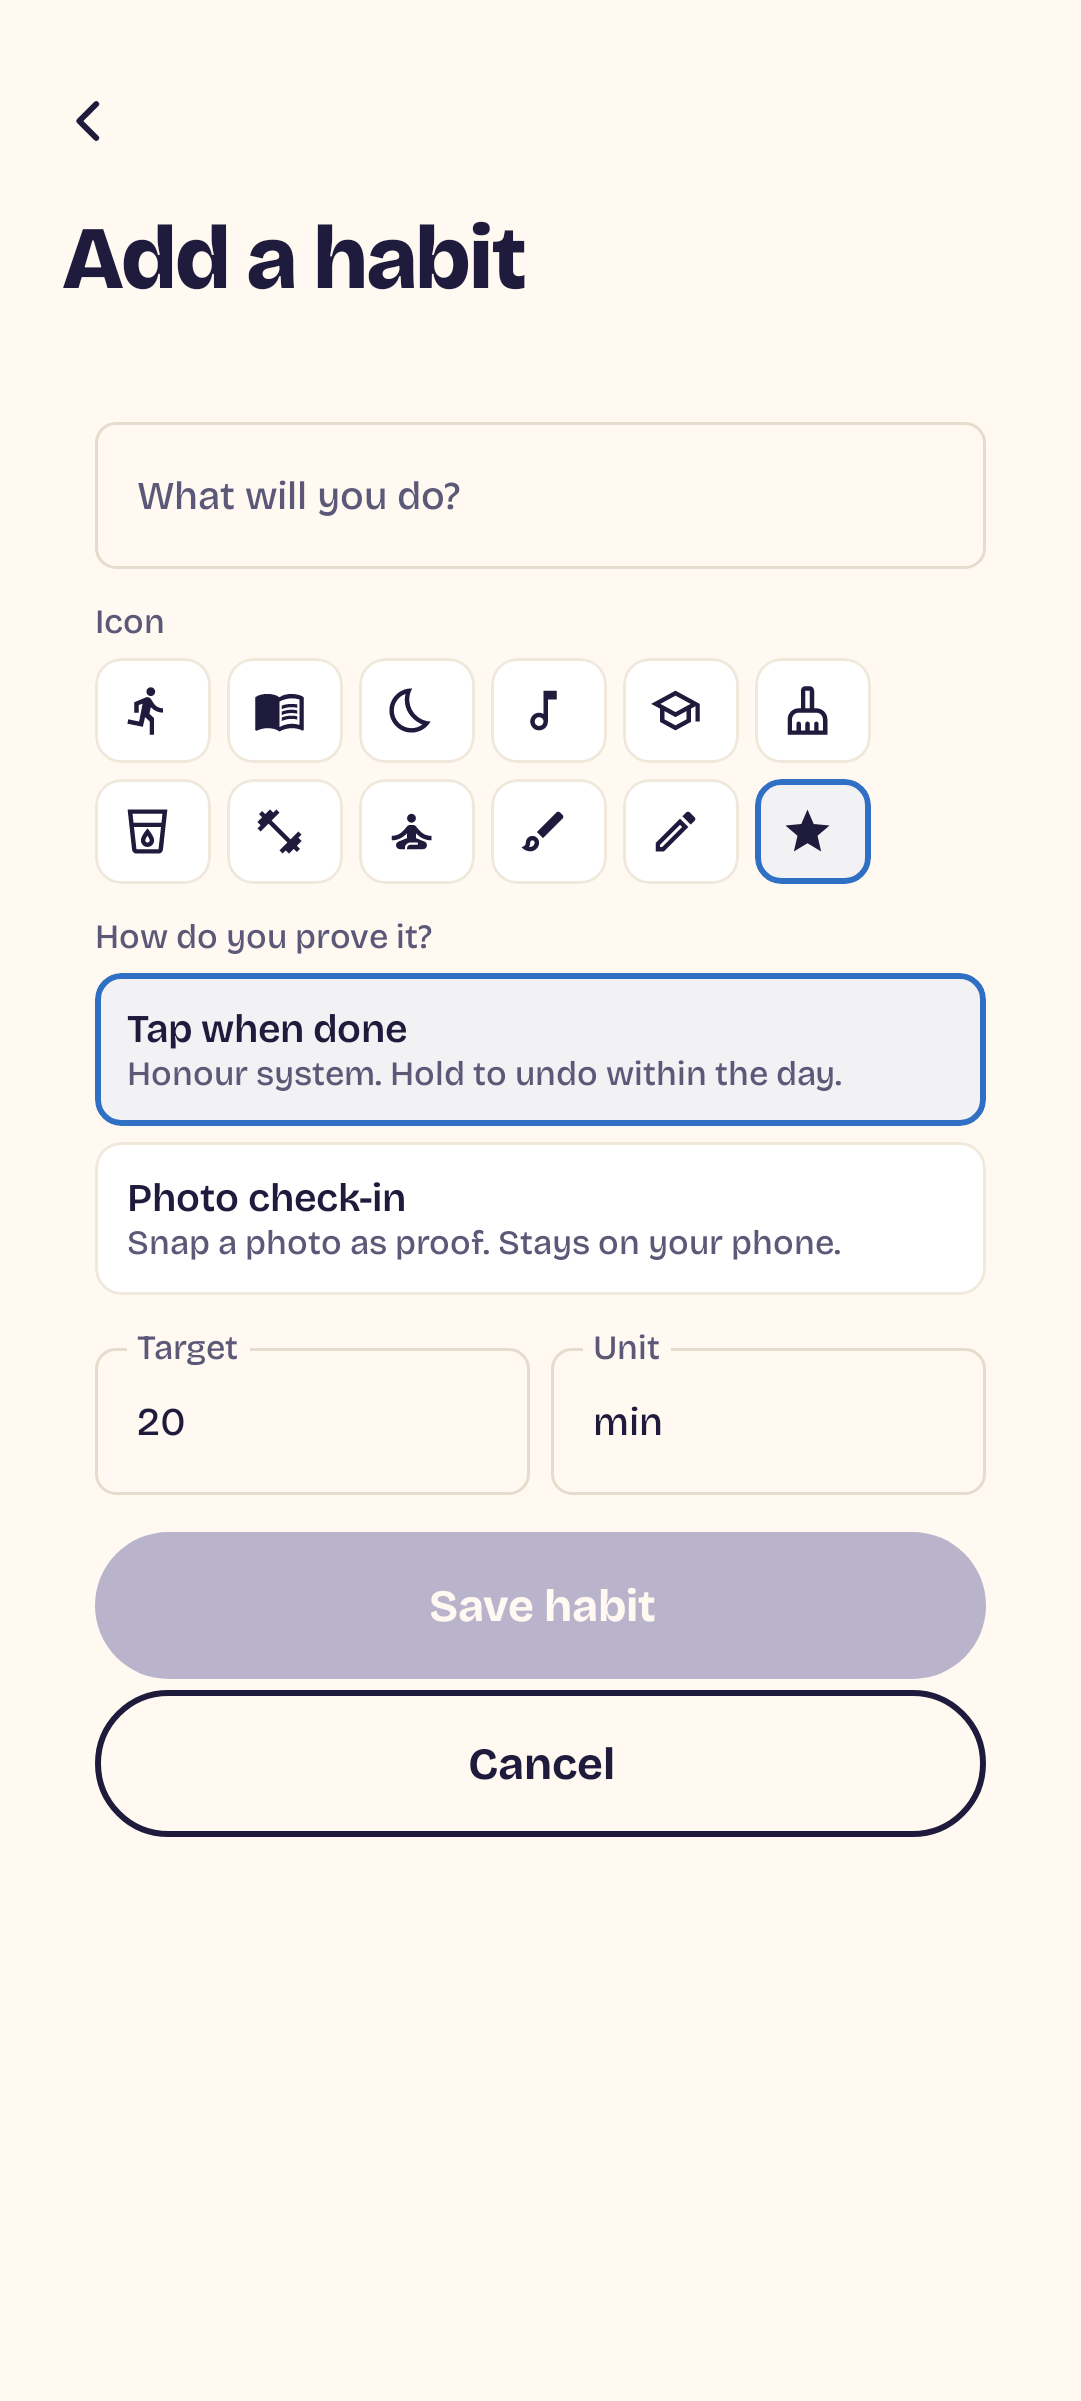 Add a habit
What will you do?
Icon
How do you prove it?
Tap when done
Honour system. Hold to undo within the day.
Photo check-in
Snap a photo as proof. Stays on your phone.
Target
20
Unit
min
Save habit
Cancel